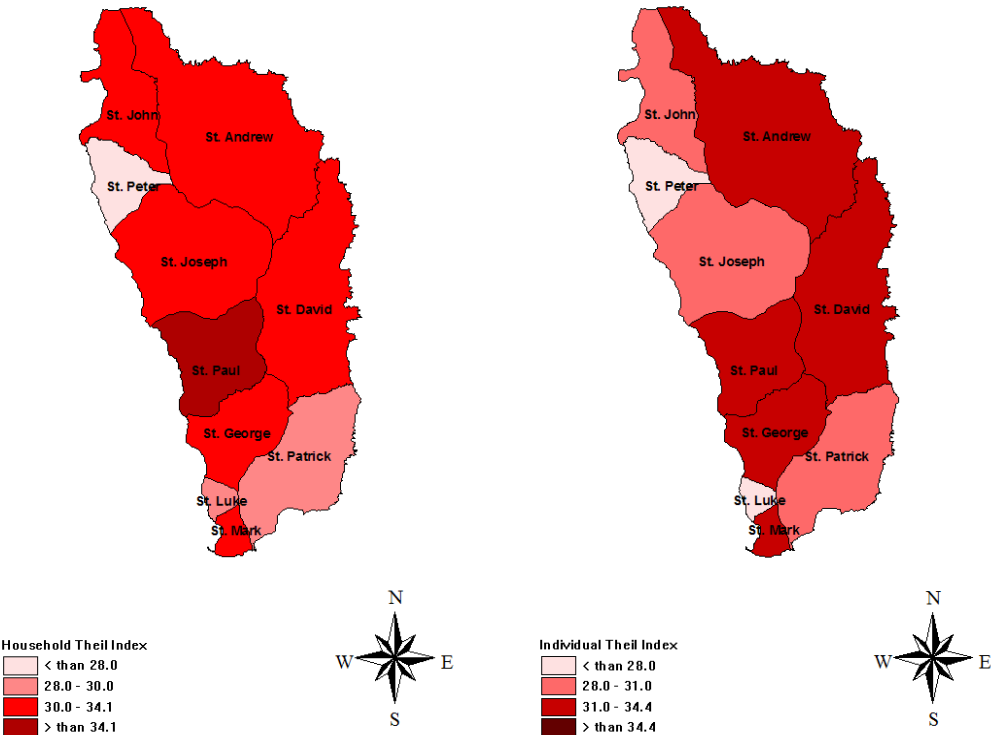 St. John
St. Andrew
St. Peter
St. Joseph
St. David
St. Paul
St. George
St. Patrick
St. Luke
St. Mark
N
W E
S
Household Theil Index
< than 28.0
28.0 - 30.0
30.0 - 34.1
> than 34.1
St. John
St. Andrew
St. Peter
St. Joseph
St. David
St. Paul
St. George
St. Patrick
St. Luke
St. Mark
N
W E
S
Individual Theil Index
< than 28.0
28.0 - 31.0
31.0 - 34.4
> than 34.4